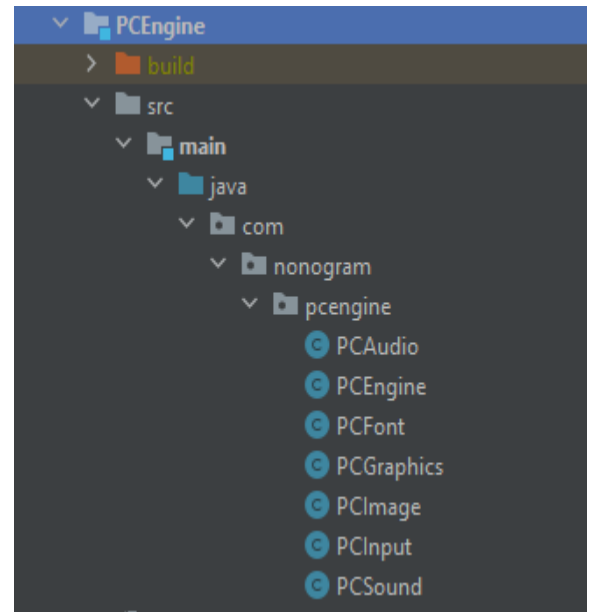 PCEngine
build
src
main
java
com
nonogram
pcengine
PCAudio
PCEngine
PCFont
PCGraphics
PCImage
PCInput
PCSound